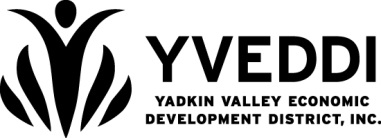 YVEDDI
YADKIN VALLEY ECONOMIC
DEVELOPMENT DISTRICT, INC.